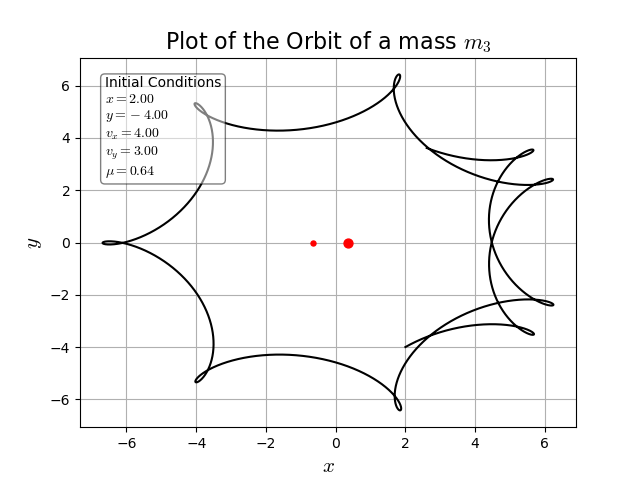 Plot of the Orbit of a mass m₃
Initial Conditions
x = 2.00
y = −4.00
vₓ = 4.00
v_y = 3.00
μ = 0.64
6
4
2
0
−2
−4
−6
y
−6 −4 −2 0 2 4 6
x